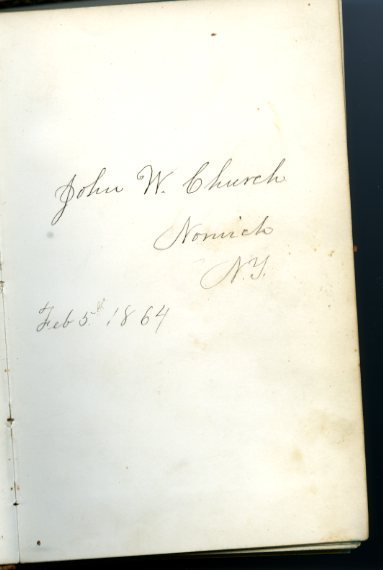 John W. Church
Norwich
N.Y.
Feb 5th 1864